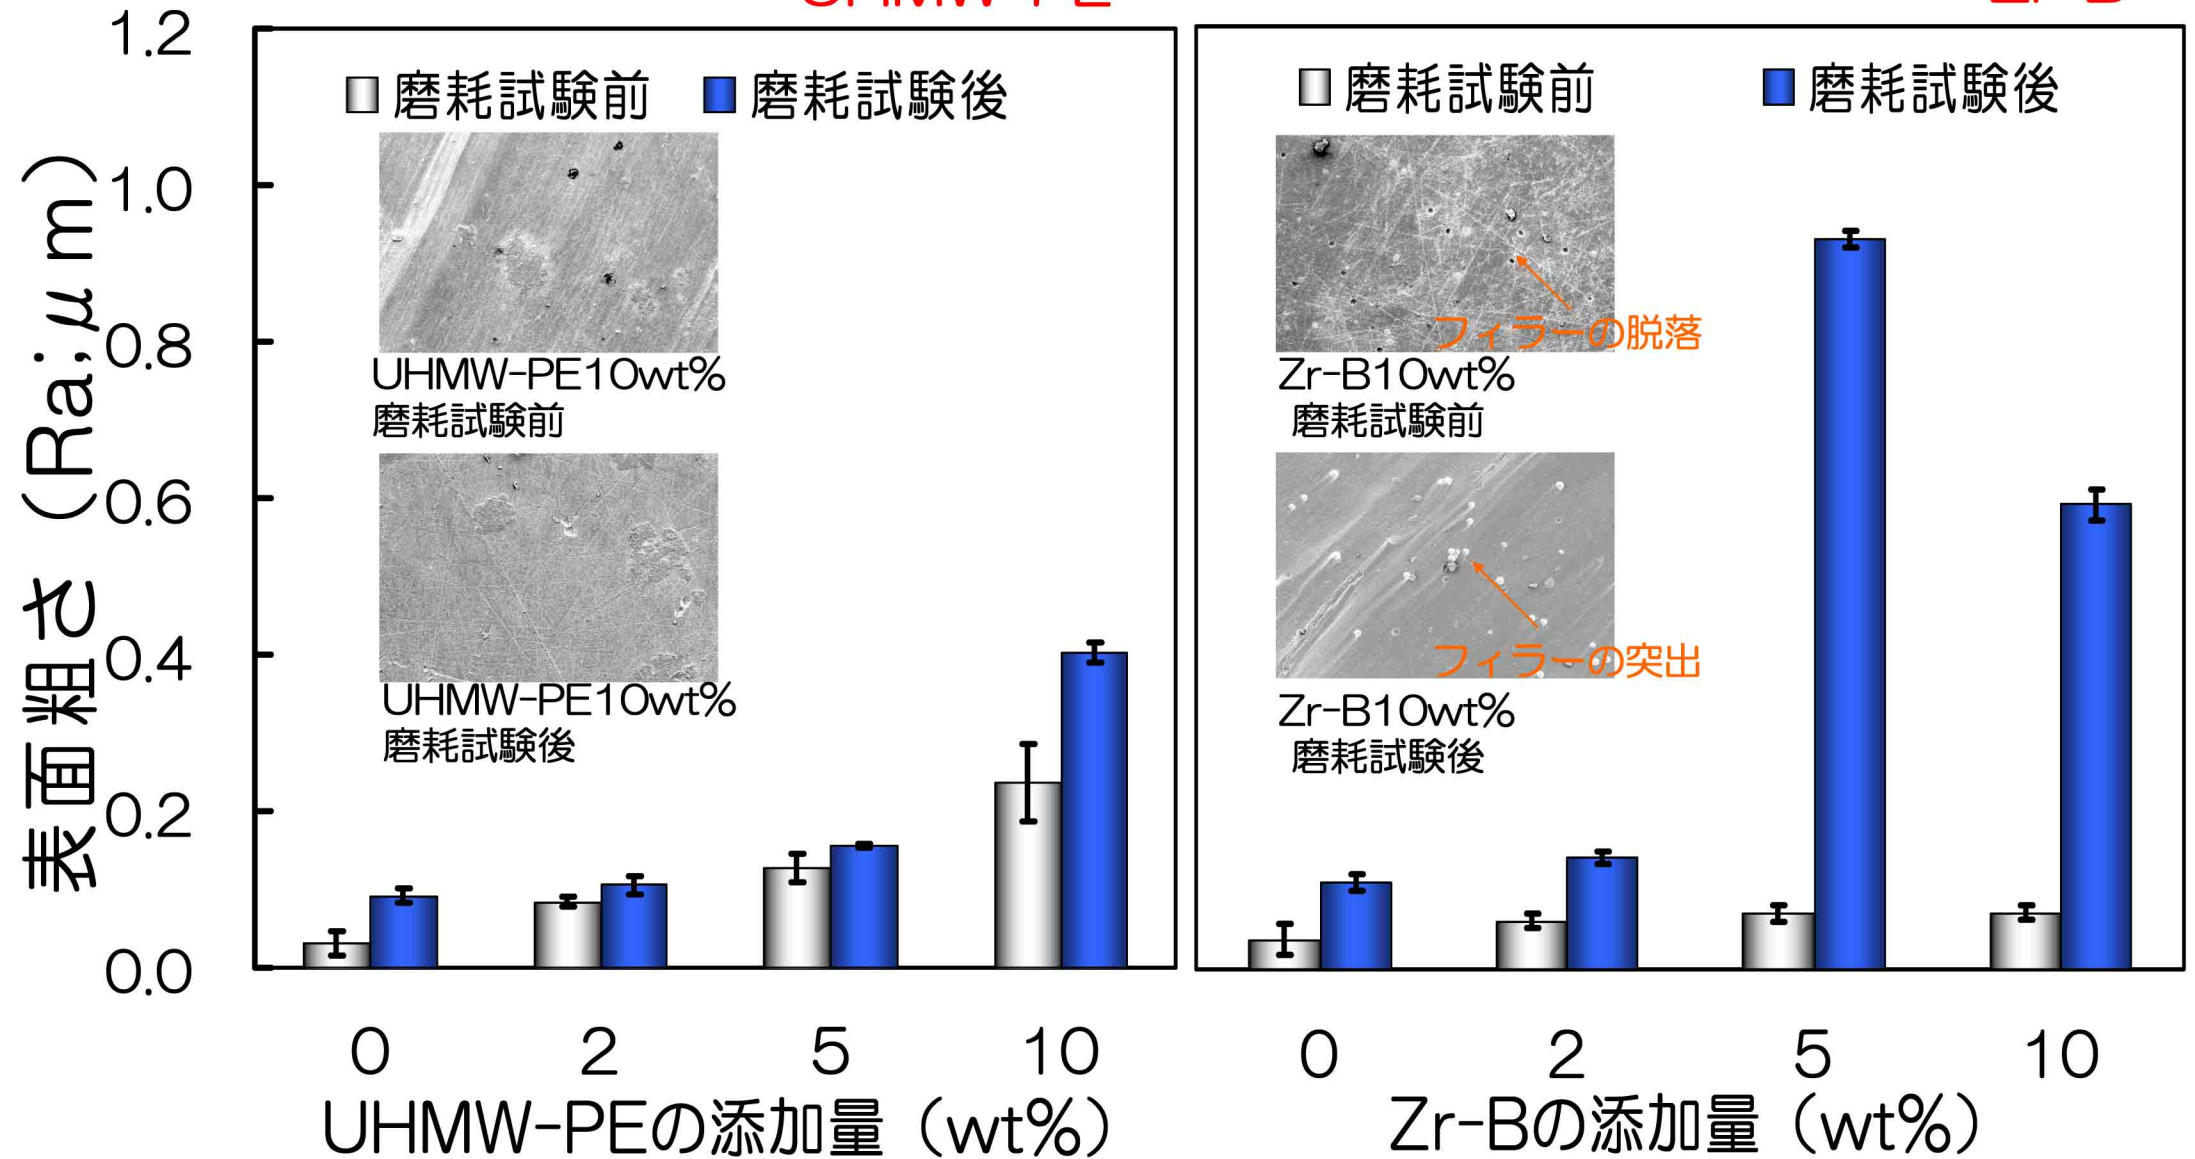 UHMW-PE
表面粗さ（Ra;μm）
1.2
1.0
0.8
0.6
0.4
0.2
0.0
磨耗試験前 磨耗試験後
UHMW-PE10wt%
磨耗試験前
UHMW-PE10wt%
磨耗試験後
0 2 5 10
UHMW-PEの添加量（wt%）
磨耗試験前 磨耗試験後
フィラーの脱落
Zr-B10wt%
磨耗試験前
フィラーの突出
Zr-B10wt%
磨耗試験後
0 2 5 10
Zr-Bの添加量（wt%）